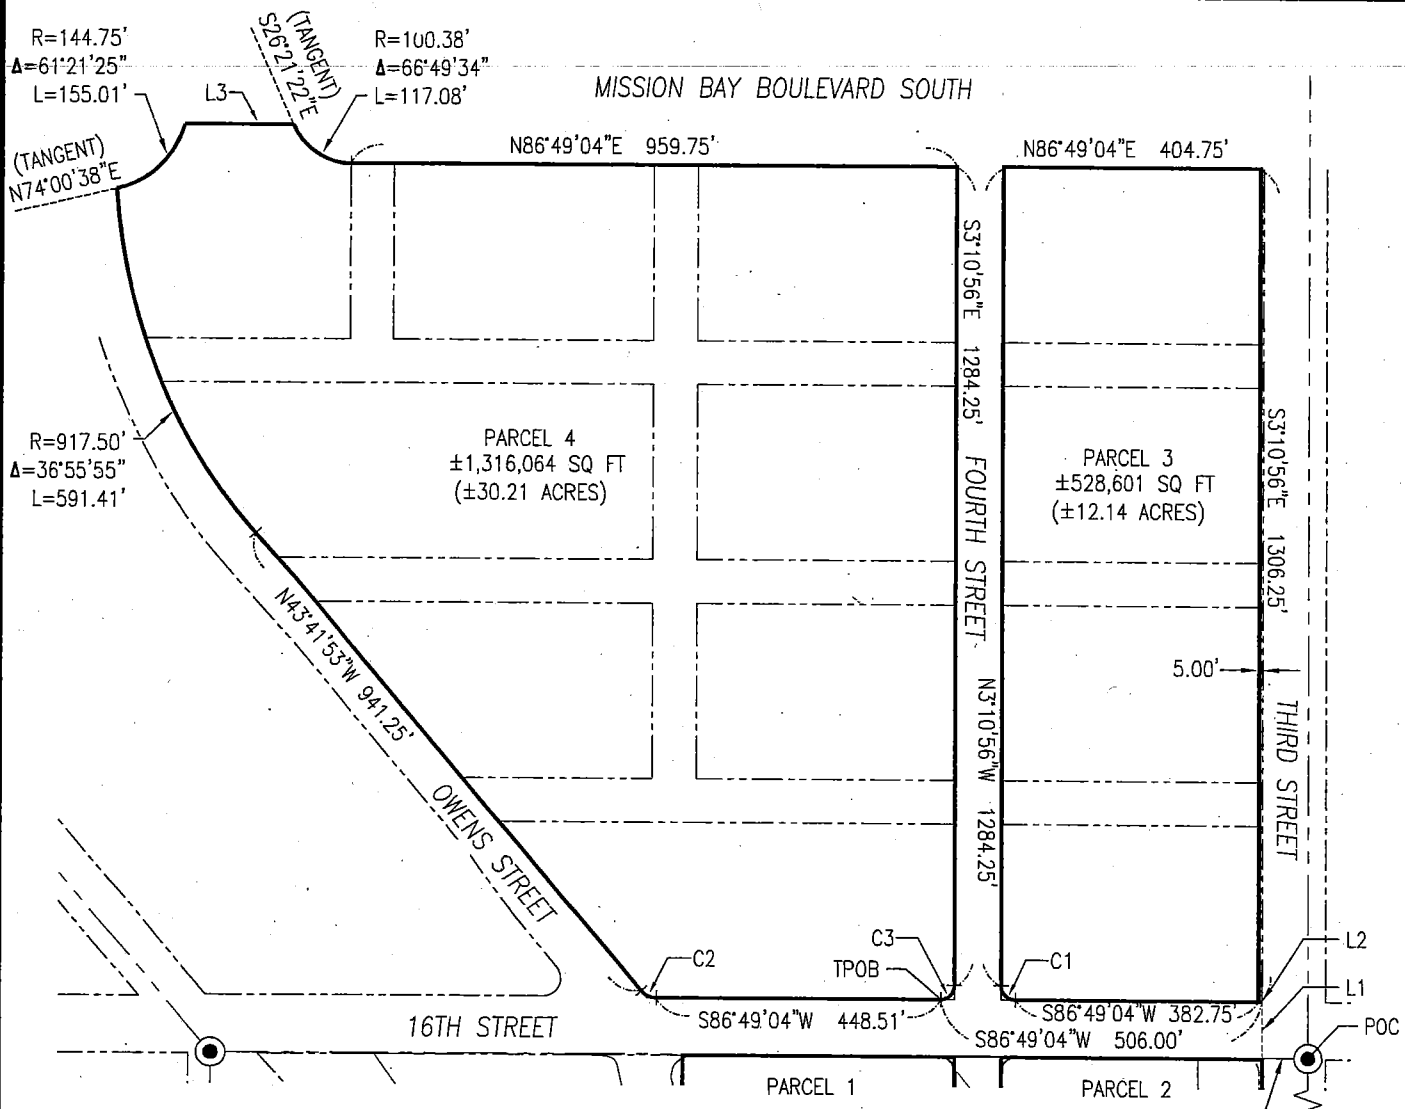 R=144.75'
Δ=61°21'25"
L=155.01'
L3
(TANGENT)
S26°21'22"E
R=100.38'
Δ=66°49'34"
L=117.08'
MISSION BAY BOULEVARD SOUTH
(TANGENT)
N74°00'38"E
N86°49'04"E 959.75'
N86°49'04"E 404.75'
S3°10'56"E 1284.25'
FOURTH STREET
N3°10'56"W 1284.25'
S3°10'56"E 1306.25'
THIRD STREET
R=917.50'
Δ=36°55'55"
L=591.41'
PARCEL 4
±1,316,064 SQ FT
(±30.21 ACRES)
PARCEL 3
±528,601 SQ FT
(±12.14 ACRES)
N43°41'53"W 941.25'
OWENS STREET
5.00'
C2
C3
TPOB
C1
L2
L1
POC
S86°49'04"W 448.51'
S86°49'04"W 382.75'
S86°49'04"W 506.00'
16TH STREET
PARCEL 1
PARCEL 2